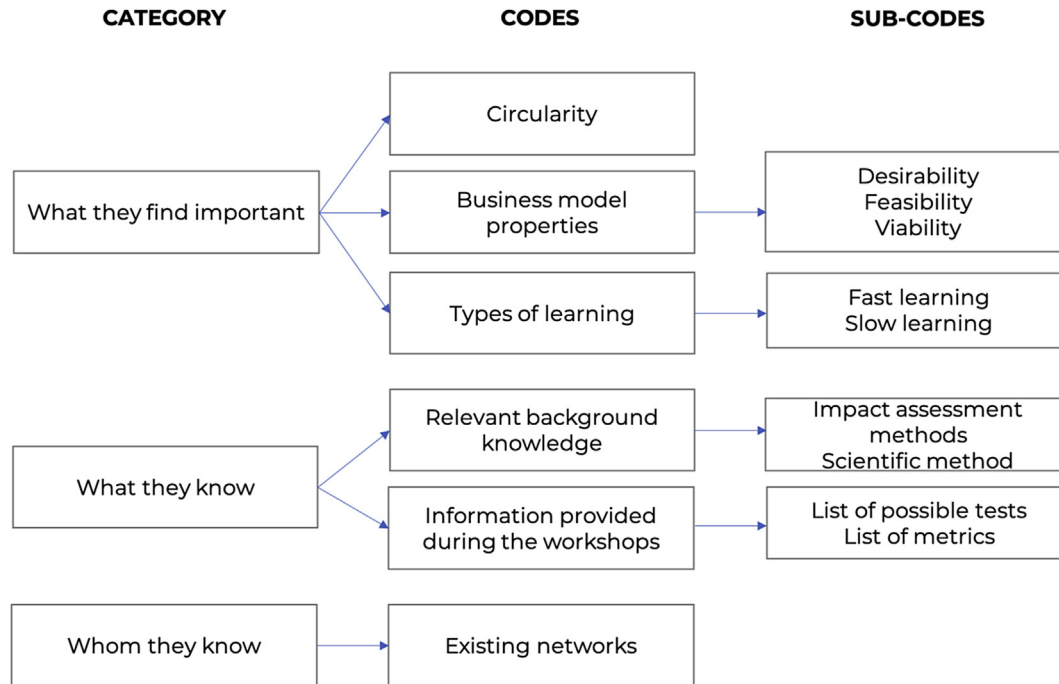 CATEGORY
CODES
SUB-CODES
What they find important
Circularity
Business model
properties
Desirability
Feasibility
Viability
Types of learning
Fast learning
Slow learning
What they know
Relevant background
knowledge
Impact assessment
methods
Scientific method
Information provided
during the workshops
List of possible tests
List of metrics
Whom they know
Existing networks